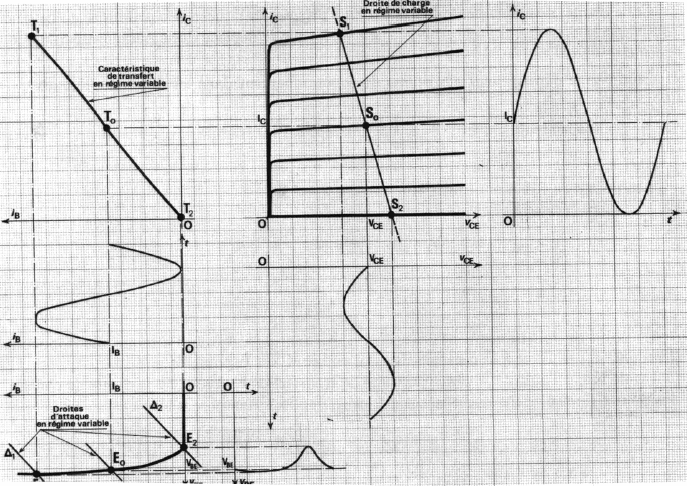 T1
iC
Caractéristique
de transfert
en régime variable
To
T2
iB
O
iC
S1
Droite de charge
en régime variable
IC
So
S2
O
VCE
vCE
iC
IC
O
t
t
iB
IB
O
O
VCE
vCE
t
iB
IB
O
O
t
Droites
d'attaque
en régime variable
Δ1
Δ2
Eo
E2
VBE
VBE
vBE